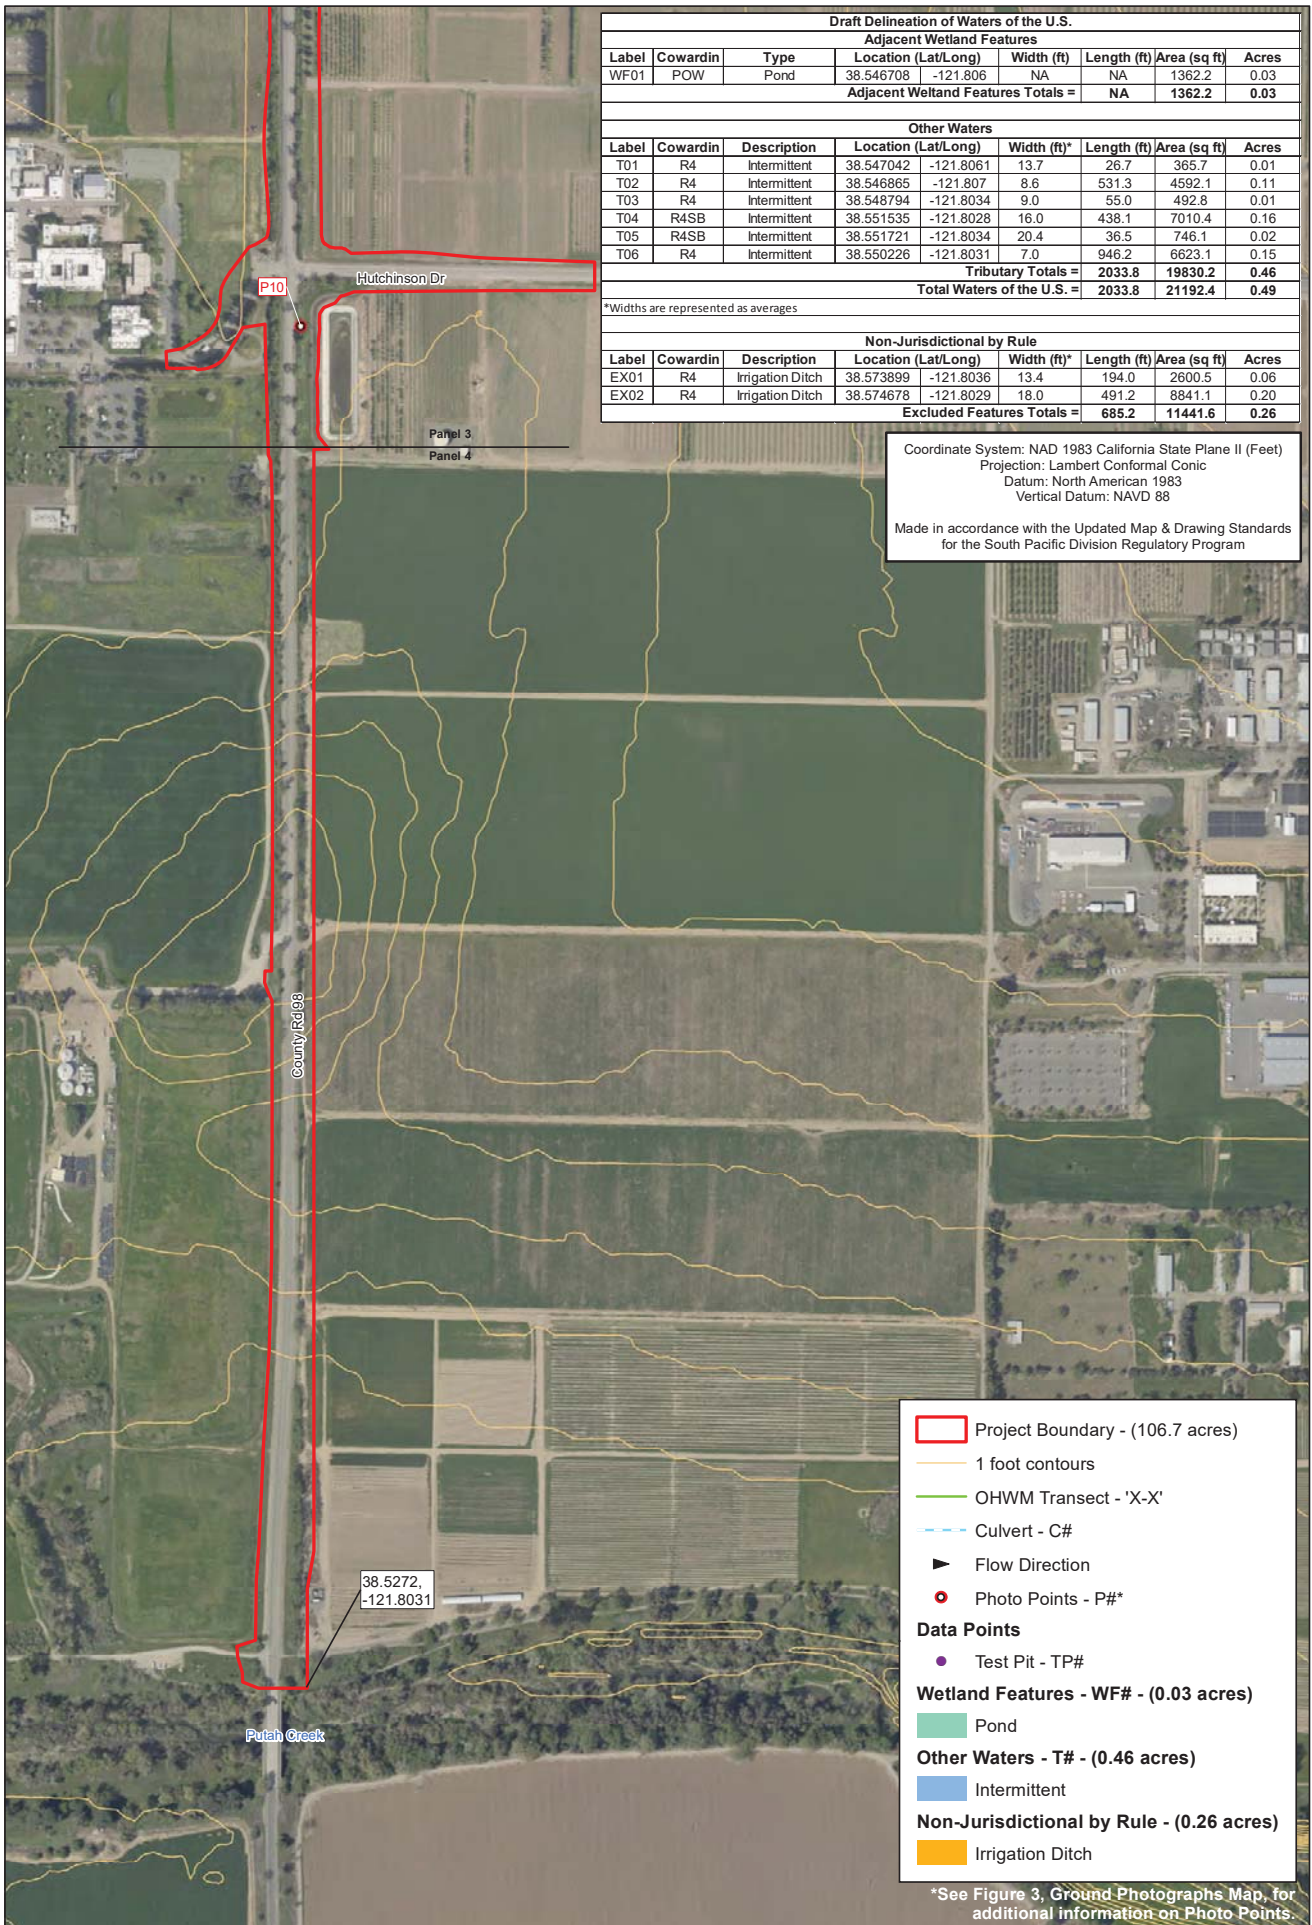 Draft Delineation of Waters of the U.S.
Adjacent Wetland Features
Label Cowardin Type Location (Lat/Long) Width (ft) Length (ft) Area (sq ft) Acres
WF01 POW Pond 38.546708 -121.806 NA NA 1362.2 0.03
Adjacent Weltand Features Totals = NA 1362.2 0.03
Other Waters
Label Cowardin Description Location (Lat/Long) Width (ft)* Length (ft) Area (sq ft) Acres
T01 R4 Intermittent 38.547042 -121.8061 13.7 26.7 365.7 0.01
T02 R4 Intermittent 38.546865 -121.807 8.6 531.3 4592.1 0.11
T03 R4 Intermittent 38.548794 -121.8034 9.0 55.0 492.8 0.01
T04 R4SB Intermittent 38.551535 -121.8028 16.0 438.1 7010.4 0.16
T05 R4SB Intermittent 38.551721 -121.8034 20.4 36.5 746.1 0.02
T06 R4 Intermittent 38.550226 -121.8031 7.0 946.2 6623.1 0.15
Tributary Totals = 2033.8 19830.2 0.46
Total Waters of the U.S. = 2033.8 21192.4 0.49
*Widths are represented as averages
Non-Jurisdictional by Rule
Label Cowardin Description Location (Lat/Long) Width (ft)* Length (ft) Area (sq ft) Acres
EX01 R4 Irrigation Ditch 38.573899 -121.8036 13.4 194.0 2600.5 0.06
EX02 R4 Irrigation Ditch 38.574678 -121.8029 18.0 491.2 8841.1 0.20
Excluded Features Totals = 685.2 11441.6 0.26
Coordinate System: NAD 1983 California State Plane II (Feet)
Projection: Lambert Conformal Conic
Datum: North American 1983
Vertical Datum: NAVD 88
Made in accordance with the Updated Map & Drawing Standards
for the South Pacific Division Regulatory Program
Hutchinson Dr
P10
Panel 3
Panel 4
County Rd 98
38.5272,
-121.8031
Putah Creek
Project Boundary - (106.7 acres)
1 foot contours
OHWM Transect - 'X-X'
Culvert - C#
Flow Direction
Photo Points - P#*
Data Points
Test Pit - TP#
Wetland Features - WF# - (0.03 acres)
Pond
Other Waters - T# - (0.46 acres)
Intermittent
Non-Jurisdictional by Rule - (0.26 acres)
Irrigation Ditch
*See Figure 3, Ground Photographs Map, for
additional information on Photo Points.